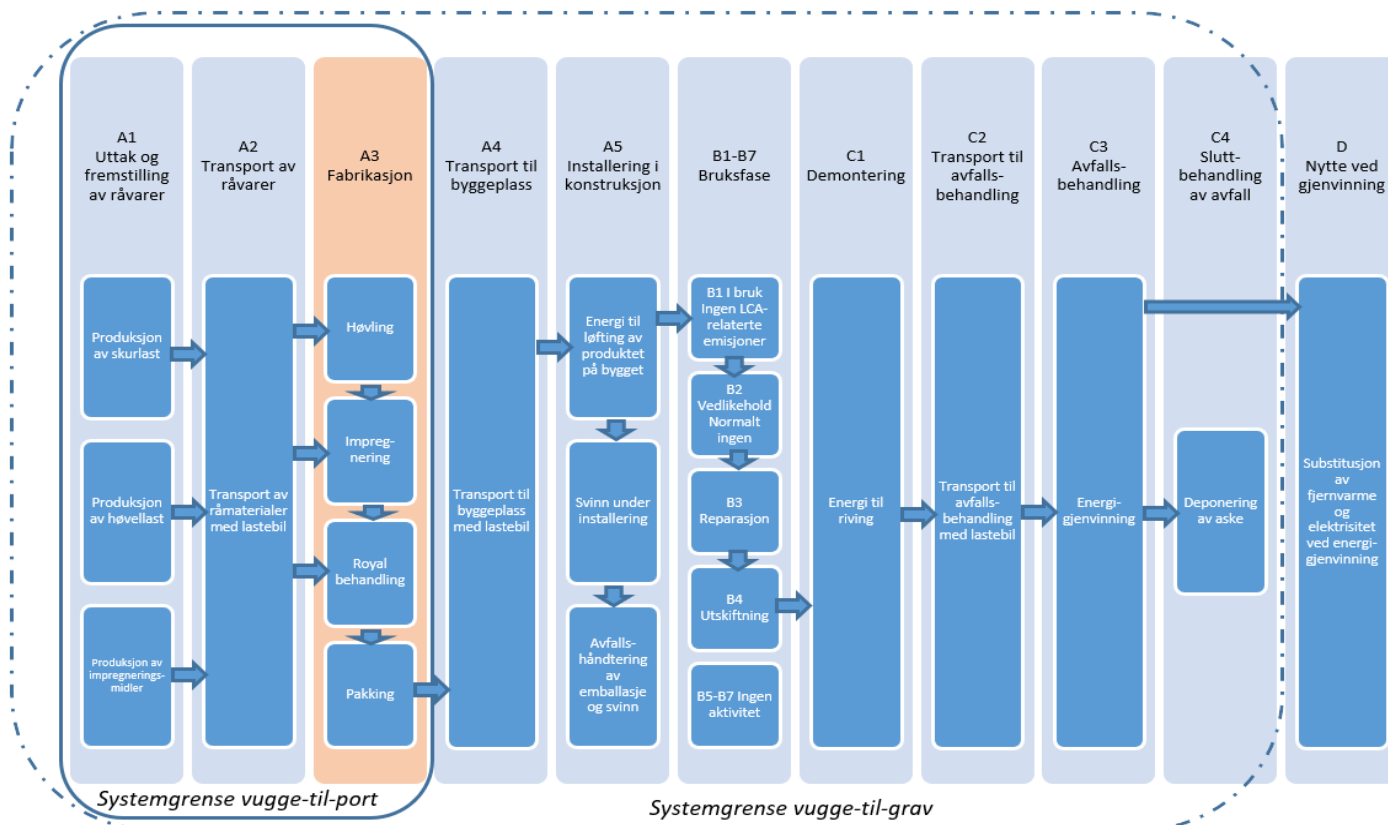 A1
Uttak og
fremstilling
av råvarer
A2
Transport av
råvarer
A3
Fabrikasjon
A4
Transport til
byggeplass
A5
Installering i
konstruksjon
B1-B7
Bruksfase
C1
Demontering
C2
Transport til
avfalls-
behandling
C3
Avfalls-
behandling
C4
Slutt-
behandling
av avfall
D
Nytte ved
gjenvinning
Produksjon
av skurlast
Produksjon
av høvellast
Produksjon av
impregnerings-
midler
Transport av
råmaterialer
med lastebil
Høvling
Impreg-
nering
Royal
behandling
Pakking
Transport til
byggeplass
med lastebil
Energi til
løfting av
produktet
på bygget
Svinn under
installering
Avfalls-
håndtering
av
emballasje
og svinn
B1 I bruk
Ingen LCA-
relaterte
emisjoner
B2
Vedlikehold
Normalt
ingen
B3
Reparasjon
B4
Utskiftning
B5-B7 Ingen
aktivitet
Energi til
riving
Transport til
avfalls-
behandling
med lastebil
Energi-
gjenvinning
Deponering
av aske
Substitusjon
av
fjernvarme
og
elektrisitet
ved energi-
gjenvinning
Systemgrense vugge-til-port
Systemgrense vugge-til-grav